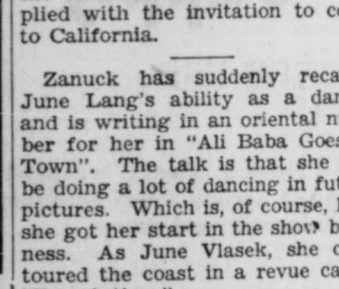 plied with the invitation to c
to California.
Zanuck has suddenly reca
June Lang's ability as a dan
and is writing in an oriental n
ber for her in "Ali Baba Goes
Town". The talk is that she
be doing a lot of dancing in fut
pictures. Which is, of course,
she got her start in the show b
ness. As June Vlasek, she
toured the coast in a revue ca